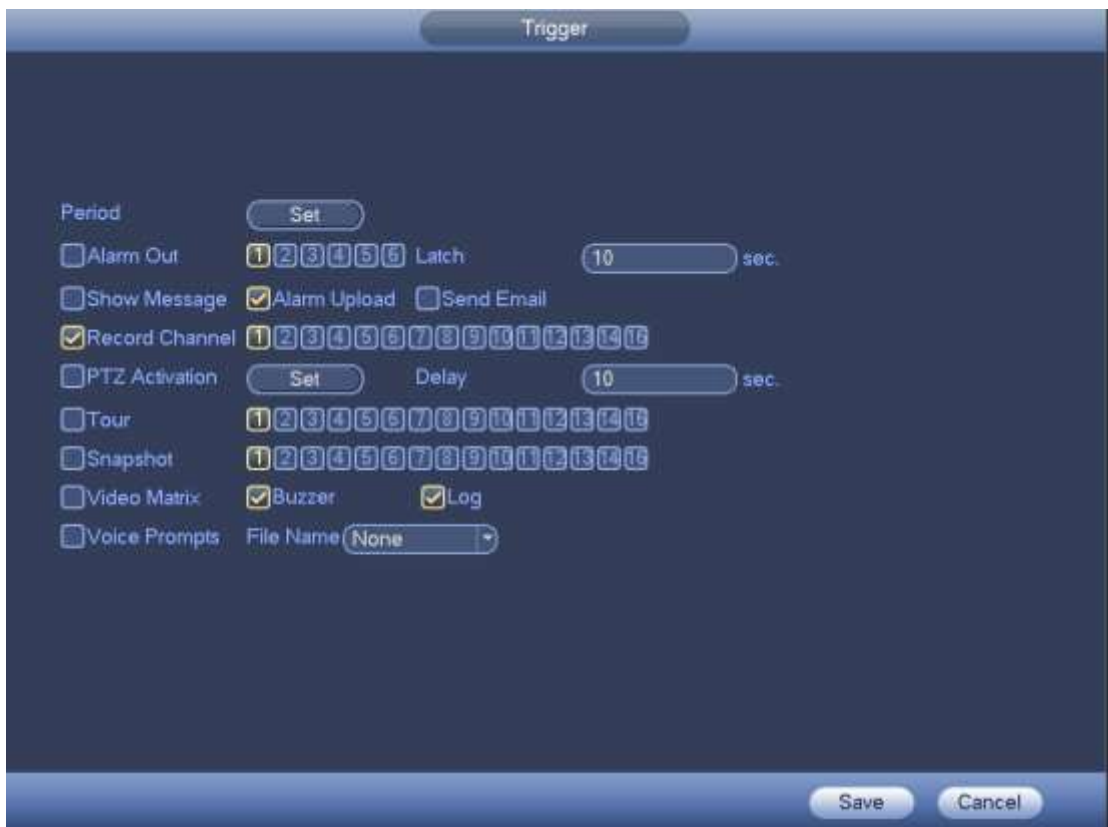 Trigger
Period Set
Alarm Out 1 2 3 4 5 6 Latch 10 sec.
Show Message Alarm Upload Send Email
Record Channel 1 2 3 4 5 6 7 8 9 10 11 12 13 14 16
PTZ Activation Set Delay 10 sec.
Tour 1 2 3 4 5 6 7 8 9 10 11 12 13 14 16
Snapshot 1 2 3 4 5 6 7 8 9 10 11 12 13 14 16
Video Matrix Buzzer Log
Voice Prompts File Name None
Save Cancel